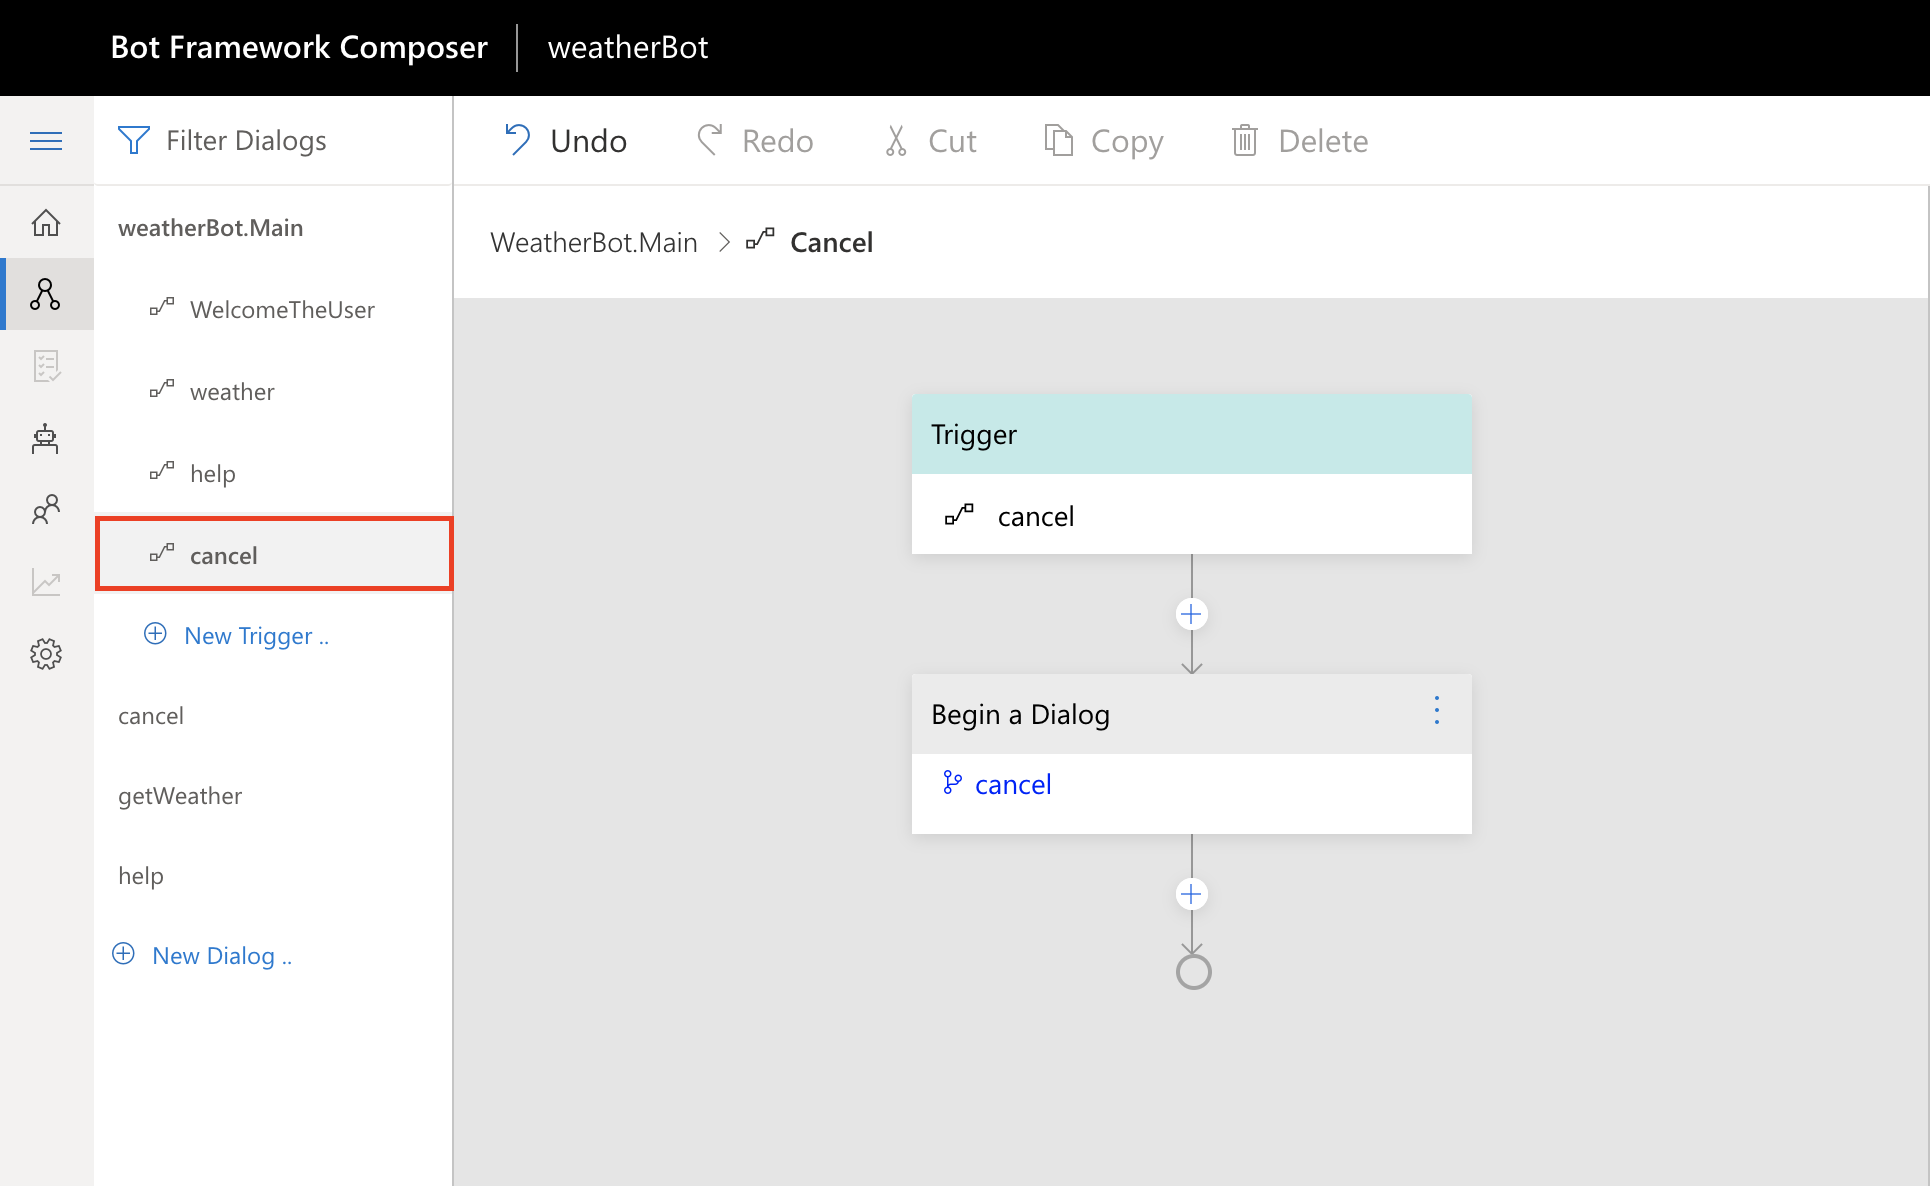 Bot Framework Composer
weatherBot
Filter Dialogs
Undo
Redo
Cut
Copy
Delete
weatherBot.Main
WelcomeTheUser
weather
help
cancel
New Trigger ..
cancel
getWeather
help
New Dialog ..
WeatherBot.Main > Cancel
Trigger
cancel
Begin a Dialog
cancel